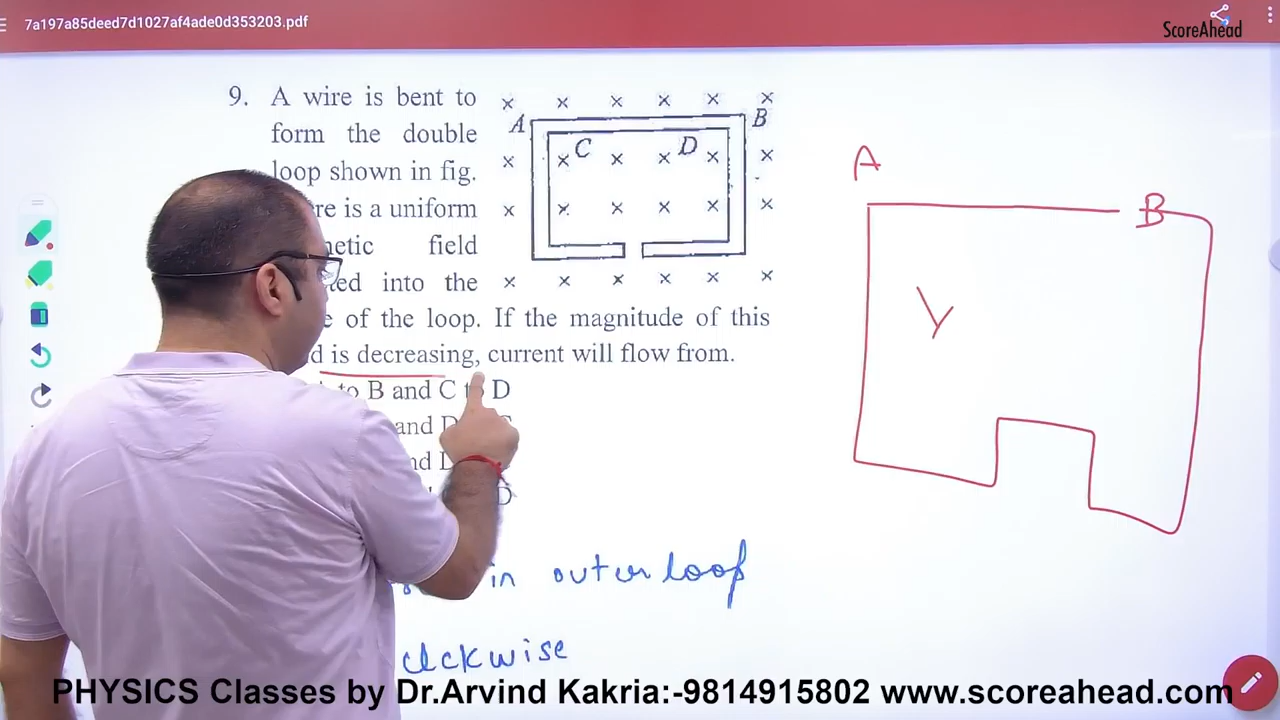 7a197a85deed7d1027af4ade0d353203.pdf
ScoreAhead
9. A wire is bent to
form the double
loop shown in fig.
is a uniform
field
into the
of the loop. If the magnitude of this
is decreasing, current will flow from.
to B and C to D
and D
D
A
B
C
D
A
B
in outer loop
clckwise
PHYSICS Classes by Dr.Arvind Kakria:-9814915802 www.scoreahead.com